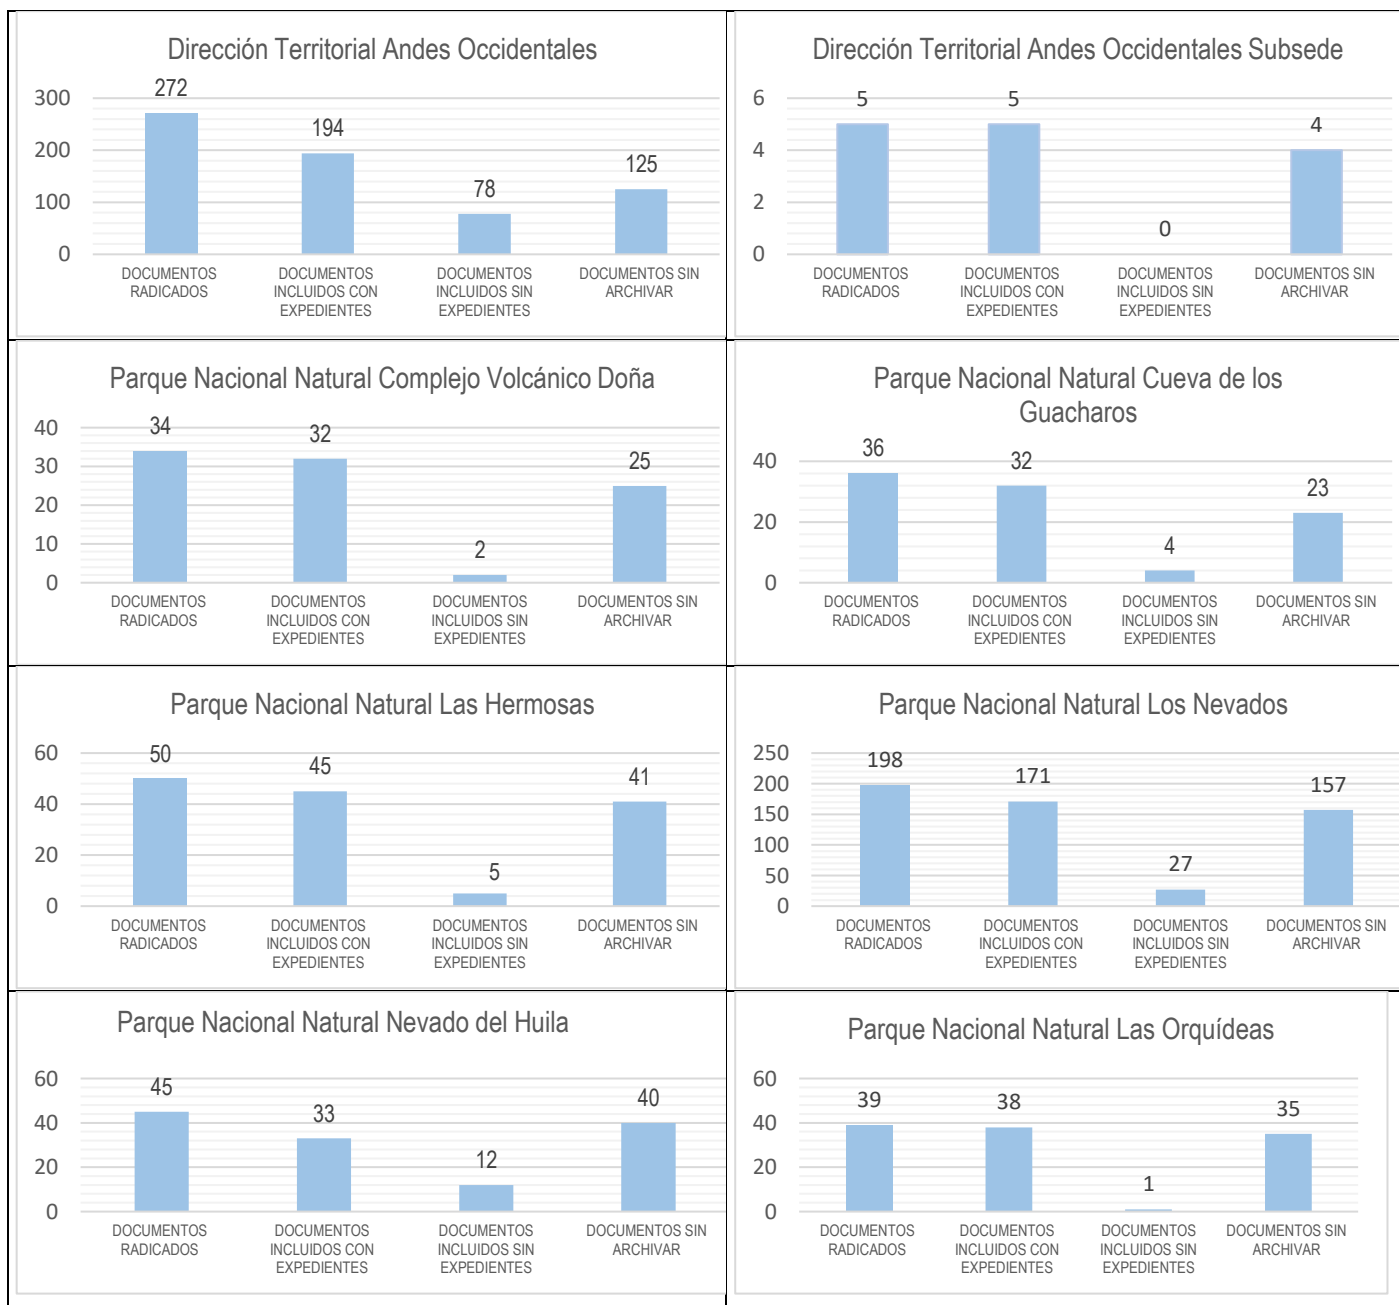 Dirección Territorial Andes Occidentales
300
200
100
0
272
194
78
125
DOCUMENTOS
RADICADOS
DOCUMENTOS
INCLUIDOS CON
EXPEDIENTES
DOCUMENTOS
INCLUIDOS SIN
EXPEDIENTES
DOCUMENTOS SIN
ARCHIVAR
Dirección Territorial Andes Occidentales Subsede
6
4
2
0
5
5
0
4
DOCUMENTOS
RADICADOS
DOCUMENTOS
INCLUIDOS CON
EXPEDIENTES
DOCUMENTOS
INCLUIDOS SIN
EXPEDIENTES
DOCUMENTOS SIN
ARCHIVAR
Parque Nacional Natural Complejo Volcánico Doña
40
30
20
10
0
34
32
2
25
DOCUMENTOS
RADICADOS
DOCUMENTOS
INCLUIDOS CON
EXPEDIENTES
DOCUMENTOS
INCLUIDOS SIN
EXPEDIENTES
DOCUMENTOS SIN
ARCHIVAR
Parque Nacional Natural Cueva de los
Guacharos
40
20
0
36
32
4
23
DOCUMENTOS
RADICADOS
DOCUMENTOS
INCLUIDOS CON
EXPEDIENTES
DOCUMENTOS
INCLUIDOS SIN
EXPEDIENTES
DOCUMENTOS SIN
ARCHIVAR
Parque Nacional Natural Las Hermosas
60
40
20
0
50
45
5
41
DOCUMENTOS
RADICADOS
DOCUMENTOS
INCLUIDOS CON
EXPEDIENTES
DOCUMENTOS
INCLUIDOS SIN
EXPEDIENTES
DOCUMENTOS SIN
ARCHIVAR
Parque Nacional Natural Los Nevados
250
200
150
100
50
0
198
171
27
157
DOCUMENTOS
RADICADOS
DOCUMENTOS
INCLUIDOS CON
EXPEDIENTES
DOCUMENTOS
INCLUIDOS SIN
EXPEDIENTES
DOCUMENTOS SIN
ARCHIVAR
Parque Nacional Natural Nevado del Huila
60
40
20
0
45
33
12
40
DOCUMENTOS
RADICADOS
DOCUMENTOS
INCLUIDOS CON
EXPEDIENTES
DOCUMENTOS
INCLUIDOS SIN
EXPEDIENTES
DOCUMENTOS SIN
ARCHIVAR
Parque Nacional Natural Las Orquídeas
60
40
20
0
39
38
1
35
DOCUMENTOS
RADICADOS
DOCUMENTOS
INCLUIDOS CON
EXPEDIENTES
DOCUMENTOS
INCLUIDOS SIN
EXPEDIENTES
DOCUMENTOS SIN
ARCHIVAR